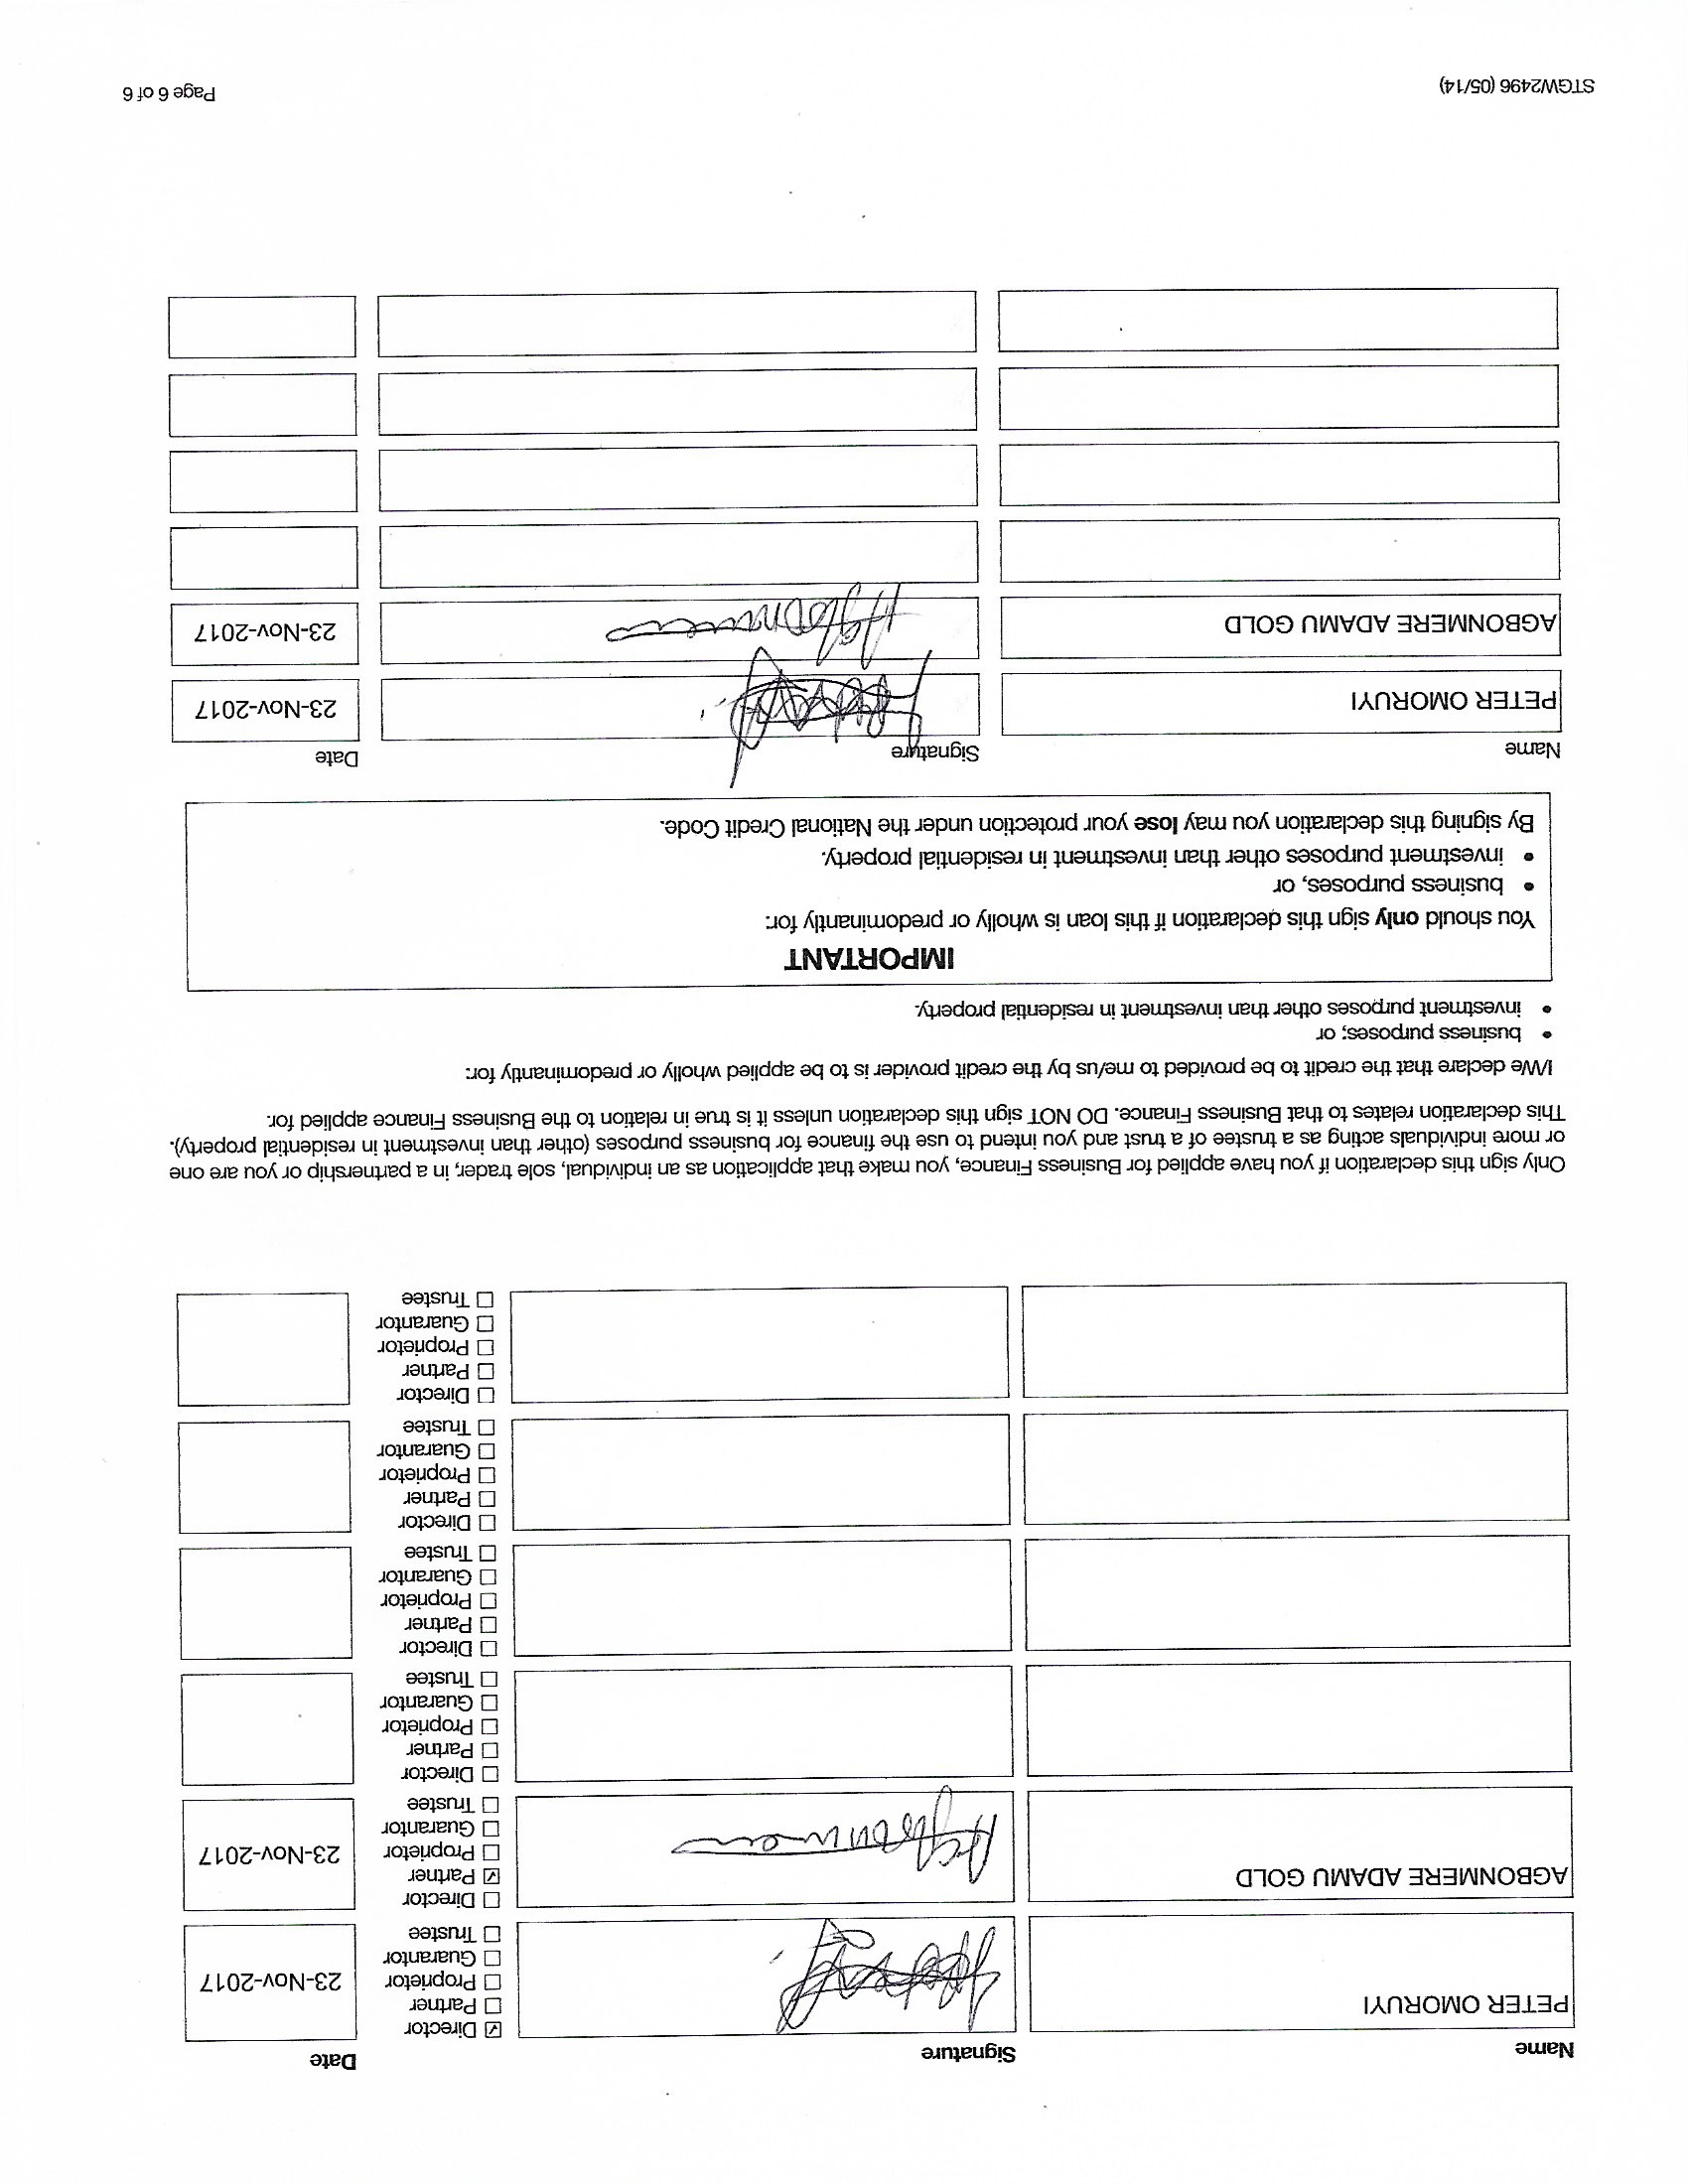 Name Signature Date
PETER OMORUYI ☑ Director 23-Nov-2017
☐ Partner
☐ Proprietor
☐ Guarantor
☐ Trustee
AGBONMERE ADAMU GOLD ☐ Director 23-Nov-2017
☑ Partner
☐ Proprietor
☐ Guarantor
☐ Trustee
☐ Director
☐ Partner
☐ Proprietor
☐ Guarantor
☐ Trustee
☐ Director
☐ Partner
☐ Proprietor
☐ Guarantor
☐ Trustee
☐ Director
☐ Partner
☐ Proprietor
☐ Guarantor
☐ Trustee
☐ Director
☐ Partner
☐ Proprietor
☐ Guarantor
☐ Trustee
Only sign this declaration if you have applied for Business Finance, you make that application as an individual, sole trader, in a partnership or you are one
or more individuals acting as a trustee of a trust and you intend to use the finance for business purposes (other than investment in residential property).
This declaration relates to that Business Finance. DO NOT sign this declaration unless it is true in relation to the Business Finance applied for.
I/We declare that the credit to be provided to me/us by the credit provider is to be applied wholly or predominantly for:
• business purposes; or
• investment purposes other than investment in residential property.
IMPORTANT
You should only sign this declaration if this loan is wholly or predominantly for:
• business purposes, or
• investment purposes other than investment in residential property.
By signing this declaration you may lose your protection under the National Credit Code.
Name Signature Date
PETER OMORUYI 23-Nov-2017
AGBONMERE ADAMU GOLD 23-Nov-2017
STGW2496 (05/14) Page 6 of 6